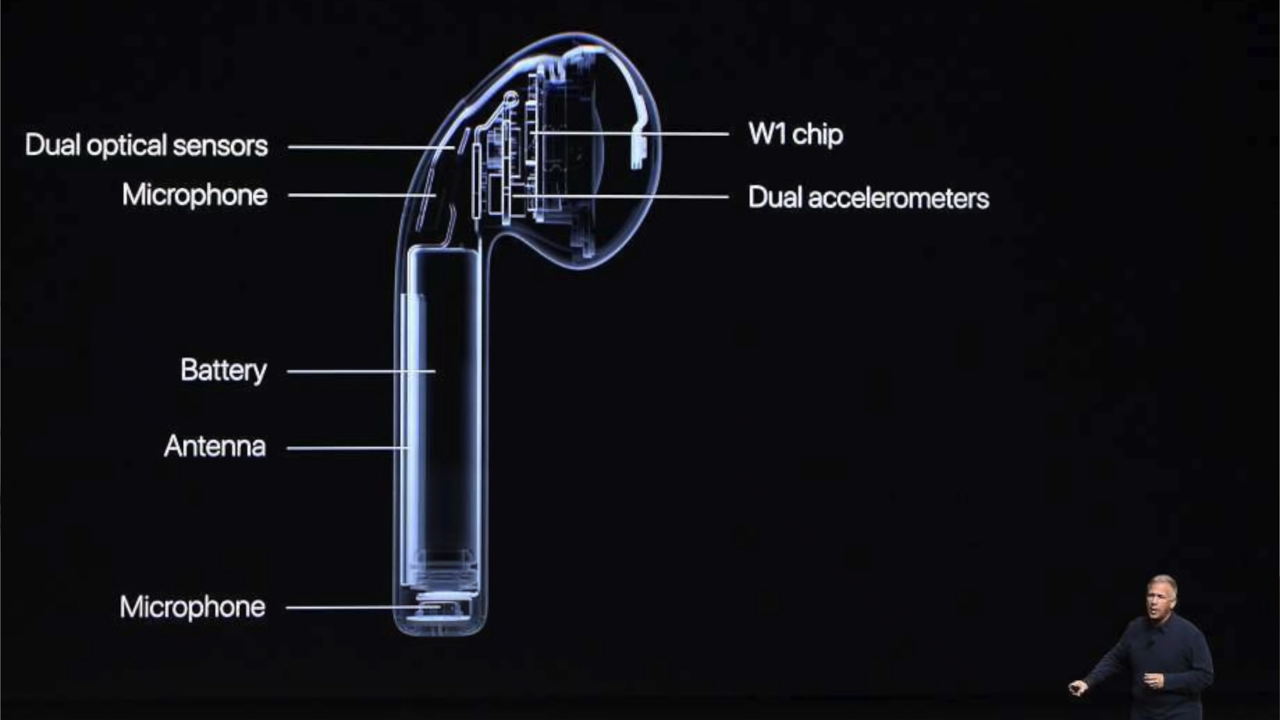 Dual optical sensors
W1 chip
Microphone
Dual accelerometers
Battery
Antenna
Microphone